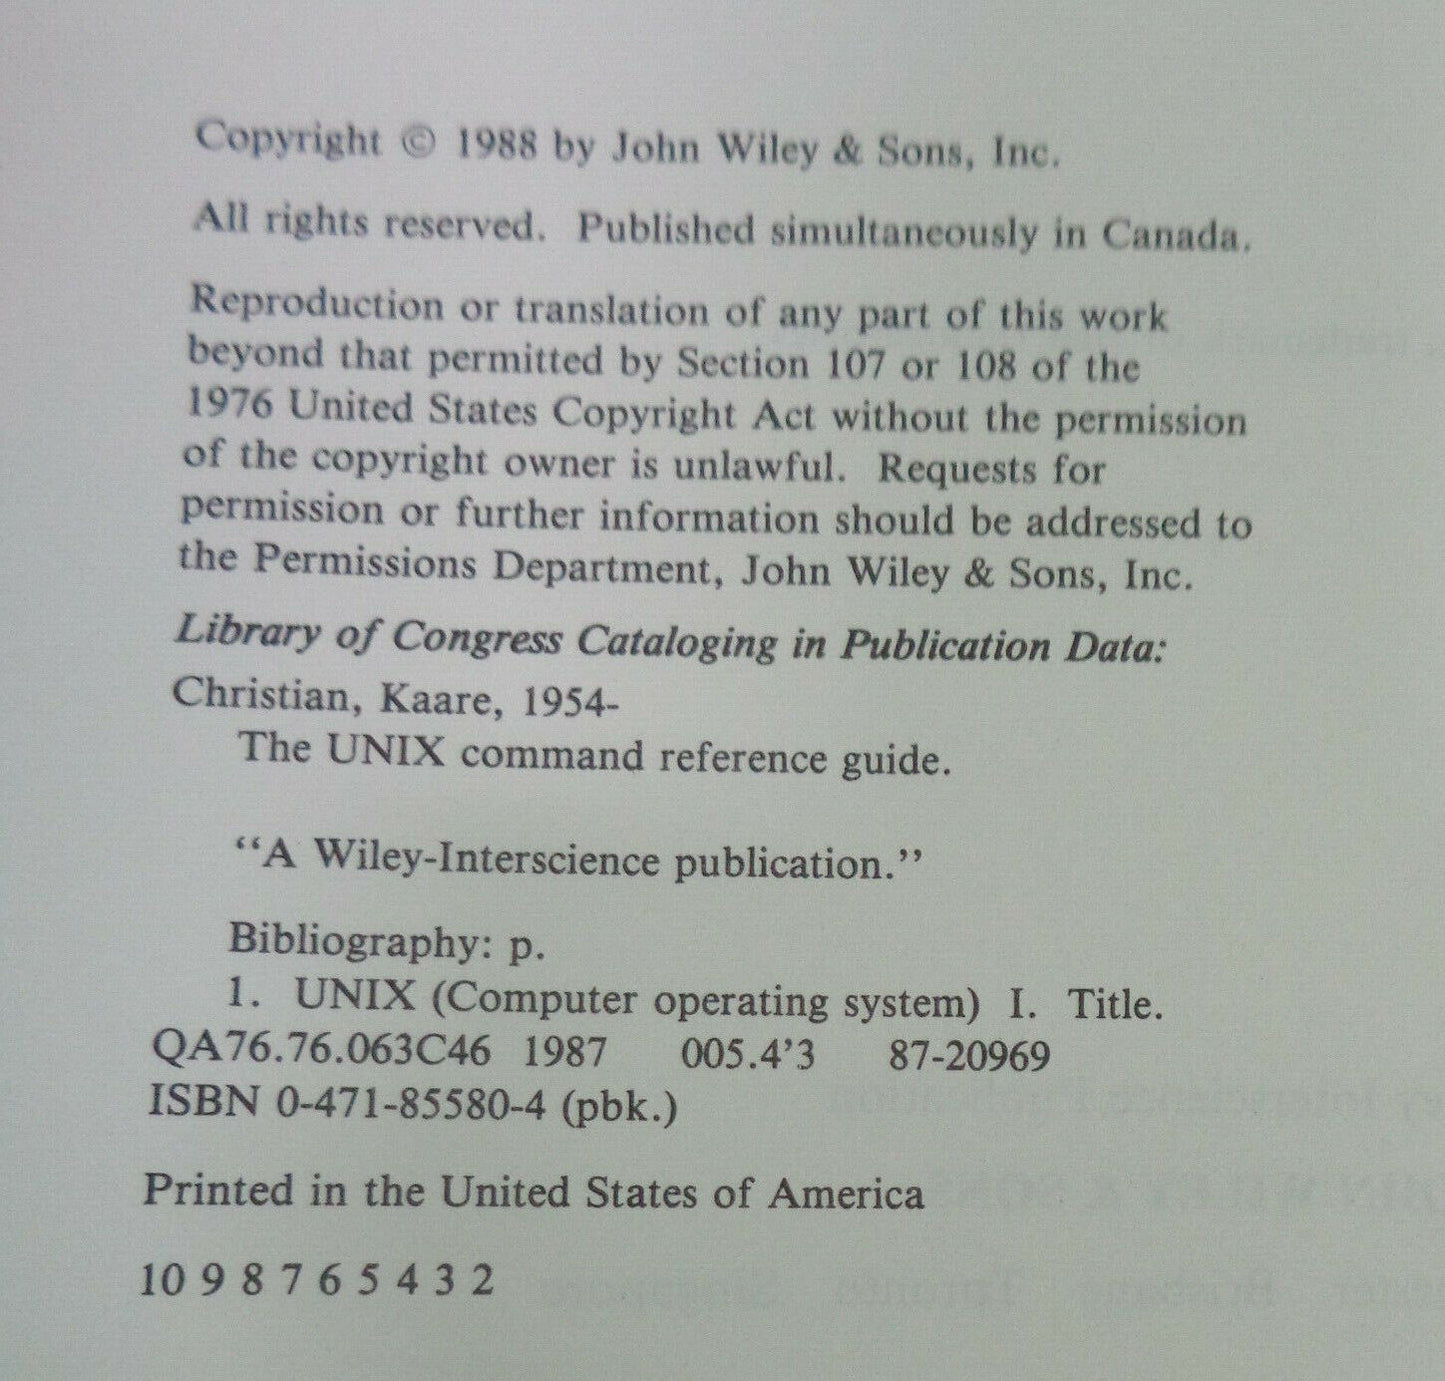 Copyright © 1988 by John Wiley & Sons, Inc.
All rights reserved. Published simultaneously in Canada.
Reproduction or translation of any part of this work
beyond that permitted by Section 107 or 108 of the
1976 United States Copyright Act without the permission
of the copyright owner is unlawful. Requests for
permission or further information should be addressed to
the Permissions Department, John Wiley & Sons, Inc.
Library of Congress Cataloging in Publication Data:
Christian, Kaare, 1954-
The UNIX command reference guide.
‘‘A Wiley-Interscience publication.’’
Bibliography: p.
1. UNIX (Computer operating system) I. Title.
QA76.76.063C46 1987 005.4’3 87-20969
ISBN 0-471-85580-4 (pbk.)
Printed in the United States of America
10 9 8 7 6 5 4 3 2